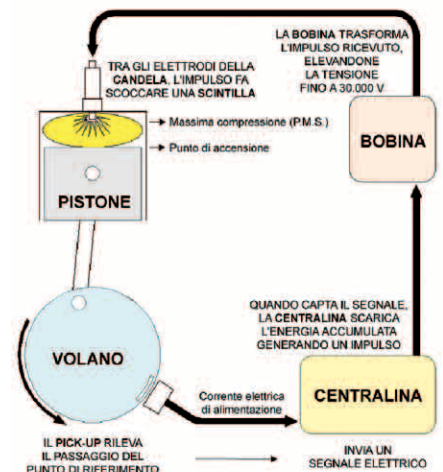 LA BOBINA TRASFORMA
L'IMPULSO RICEVUTO,
ELEVANDONE
LA TENSIONE
FINO A 30.000 V
TRA GLI ELETTRODI DELLA
CANDELA, L'IMPULSO FA
SCOCCARE UNA SCINTILLA
Massima compressione (P.M.S.)
Punto di accensione
BOBINA
PISTONE
QUANDO CAPTA IL SEGNALE,
LA CENTRALINA SCARICA
L'ENERGIA ACCUMULATA
GENERANDO UN IMPULSO
VOLANO
Corrente elettrica
di alimentazione
CENTRALINA
IL PICK-UP RILEVA
IL PASSAGGIO DEL
PUNTO DI RIFERIMENTO
INVIA UN
SEGNALE ELETTRICO